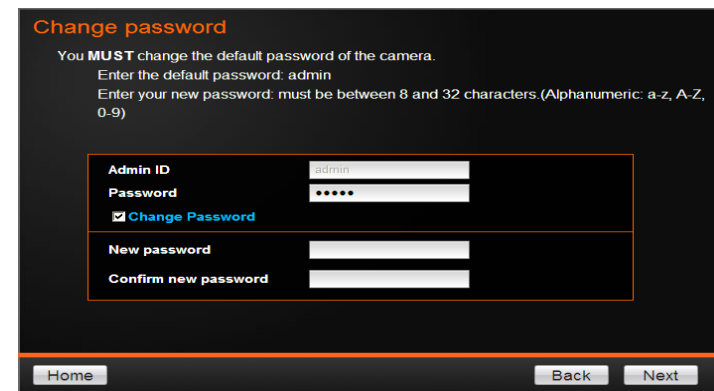 Change password
You MUST change the default password of the camera.
Enter the default password: admin
Enter your new password: must be between 8 and 32 characters.(Alphanumeric: a-z, A-Z,
0-9)
Admin ID admin
Password •••••
Change Password
New password
Confirm new password
Home Back Next